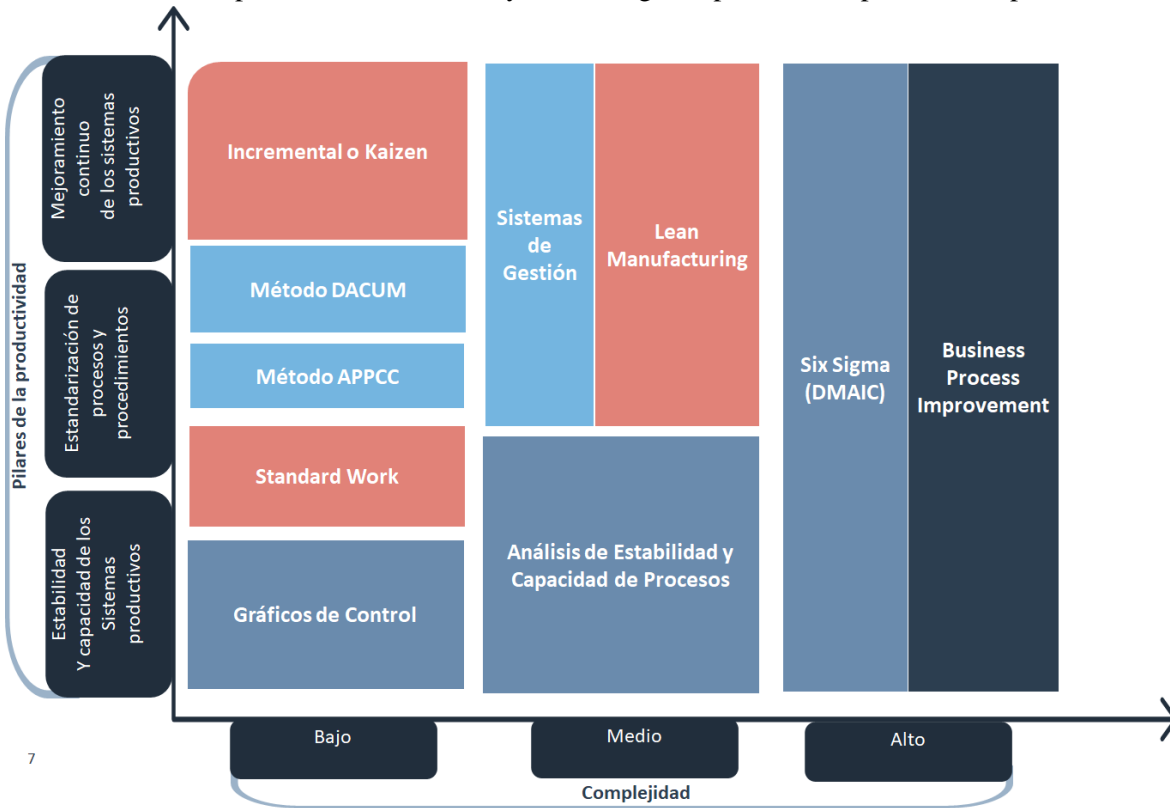 Pilares de la productividad
Mejoramiento
continuo
de los sistemas
productivos
Estandarización de
procesos y
procedimientos
Estabilidad
Y capacidad de los
Sistemas
productivos
Incremental o Kaizen
Método DACUM
Método APPCC
Standard Work
Gráficos de Control
Sistemas
de
Gestión
Lean
Manufacturing
Análisis de Estabilidad y
Capacidad de Procesos
Six Sigma
(DMAIC)
Business
Process
Improvement
Bajo
Medio
Alto
Complejidad
7